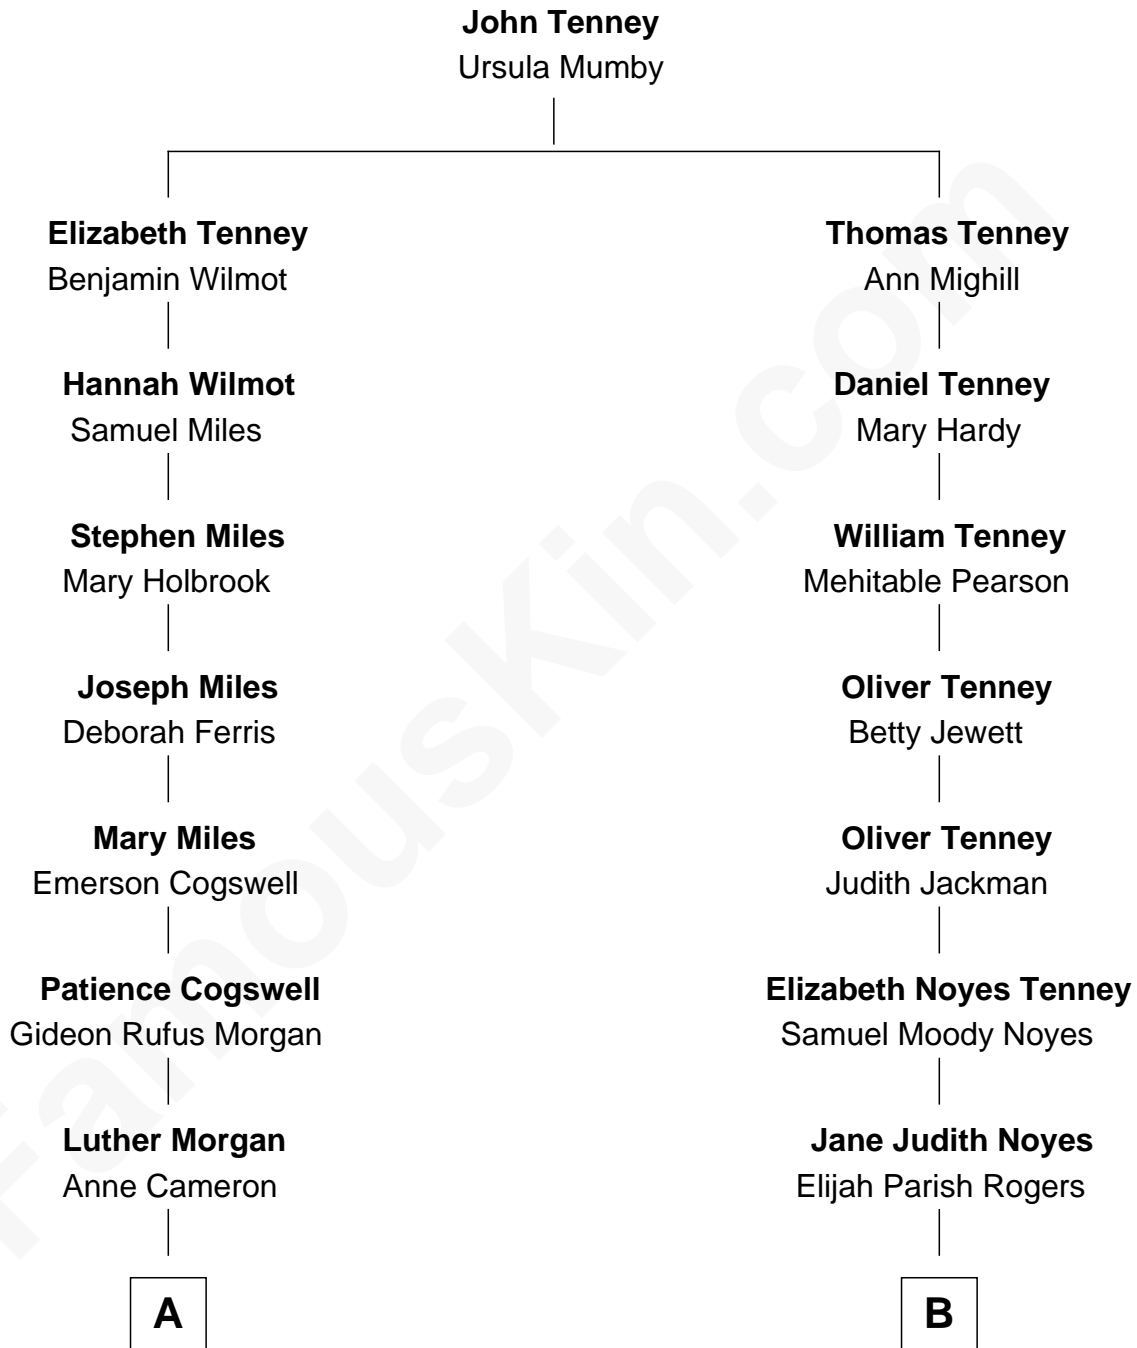 John Tenney
Ursula Mumby
Elizabeth Tenney
Benjamin Wilmot
Thomas Tenney
Ann Mighill
Hannah Wilmot
Samuel Miles
Daniel Tenney
Mary Hardy
Stephen Miles
Mary Holbrook
William Tenney
Mehitable Pearson
Joseph Miles
Deborah Ferris
Oliver Tenney
Betty Jewett
Mary Miles
Emerson Cogswell
Oliver Tenney
Judith Jackman
Patience Cogswell
Gideon Rufus Morgan
Elizabeth Noyes Tenney
Samuel Moody Noyes
Luther Morgan
Anne Cameron
Jane Judith Noyes
Elijah Parish Rogers
A
B
FamousKin.com